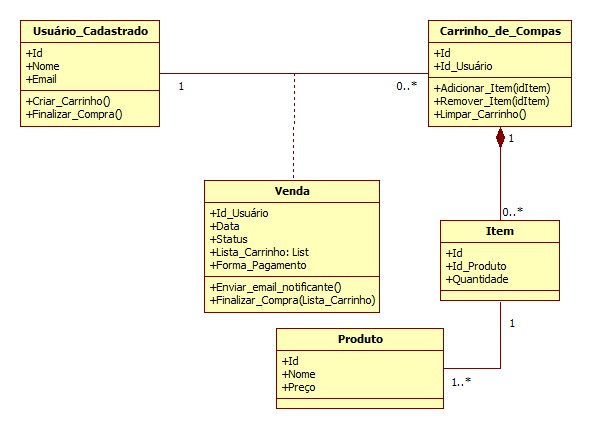 Usuário_Cadastrado
+Id
+Nome
+Email
+Criar_Carrinho()
+Finalizar_Compra()
1
0..*
Carrinho_de_Compas
+Id
+Id_Usuário
+Adicionar_Item(idItem)
+Remover_Item(idItem)
+Limpar_Carrinho()
1
0..*
Venda
+Id_Usuário
+Data
+Status
+Lista_Carrinho: List
+Forma_Pagamento
+Enviar_email_notificante()
+Finalizar_Compra(Lista_Carrinho)
Item
+Id
+Id_Produto
+Quantidade
1
1..*
Produto
+Id
+Nome
+Preço